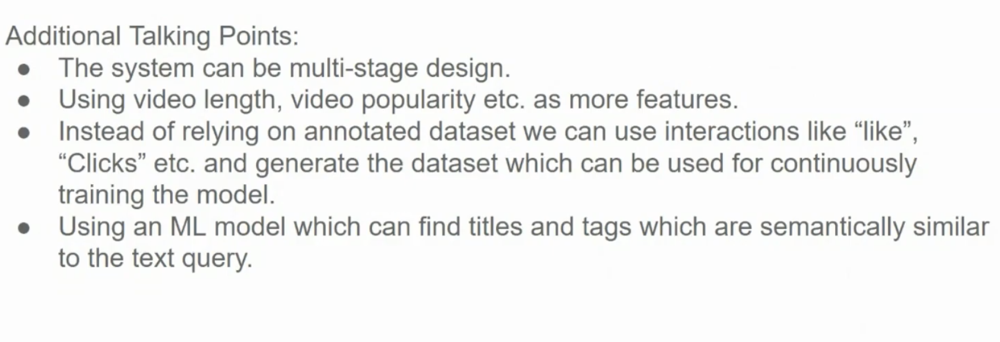 Additional Talking Points:
● The system can be multi-stage design.
● Using video length, video popularity etc. as more features.
● Instead of relying on annotated dataset we can use interactions like “like”,
“Clicks” etc. and generate the dataset which can be used for continuously
training the model.
● Using an ML model which can find titles and tags which are semantically similar
to the text query.